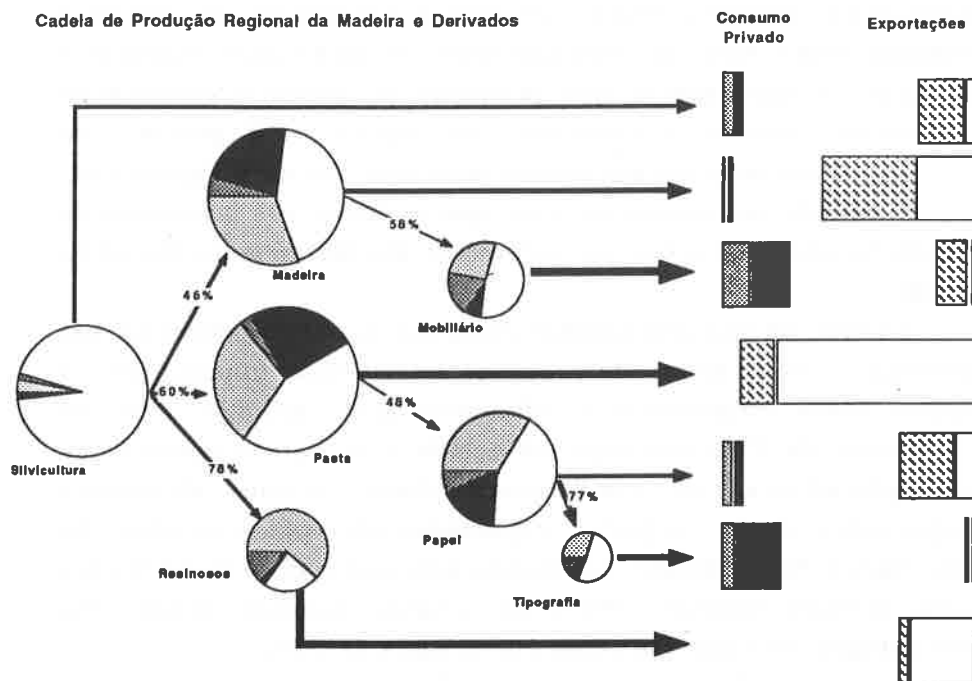 Cadeia de Produção Regional da Madeira e Derivados
Consumo
Privado
Exportações
Madeira
58%
Mobiliário
46%
60%
Silvicultura
Pasta
48%
78%
Papel
77%
Resinosos
Tipografia